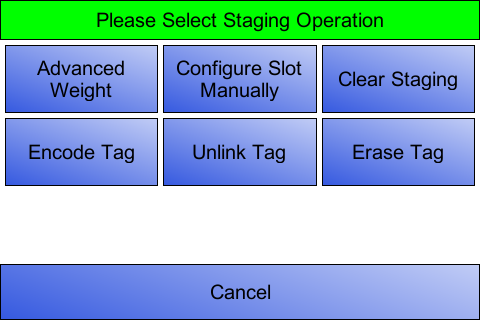 Please Select Staging Operation
Advanced
Weight
Configure Slot
Manually
Clear Staging
Encode Tag
Unlink Tag
Erase Tag
Cancel